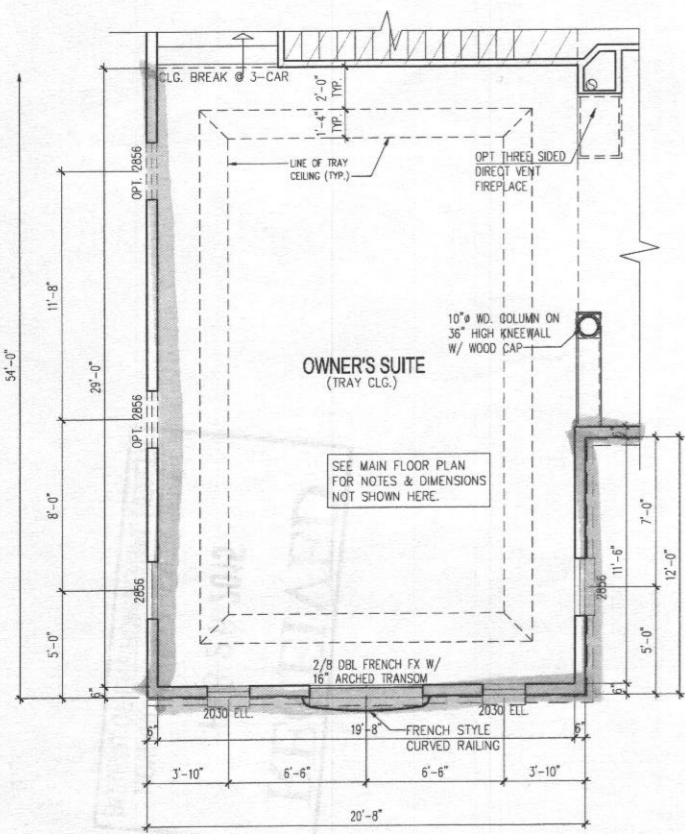 CLG. BREAK @ 3-CAR
2'-0"
TYP.
1'-4"
TYP.
LINE OF TRAY
CEILING (TYP.)
OPT THREE SIDED
DIRECT VENT
FIREPLACE
OPT. 2856
11'-8"
54'-0"
29'-0"
10"ø WD. COLUMN ON
36" HIGH KNEEWALL
W/ WOOD CAP
OWNER'S SUITE
(TRAY CLG.)
OPT. 2856
SEE MAIN FLOOR PLAN
FOR NOTES & DIMENSIONS
NOT SHOWN HERE.
8'-0"
7'-0"
11'-6"
12'-0"
2856
2856
5'-0"
5'-0"
2/8 DBL FRENCH FX W/
16" ARCHED TRANSOM
6"
6"
2030 ELL.
2030 ELL.
6"
19'-8"
6"
FRENCH STYLE
CURVED RAILING
3'-10"
6'-6"
6'-6"
3'-10"
20'-8"